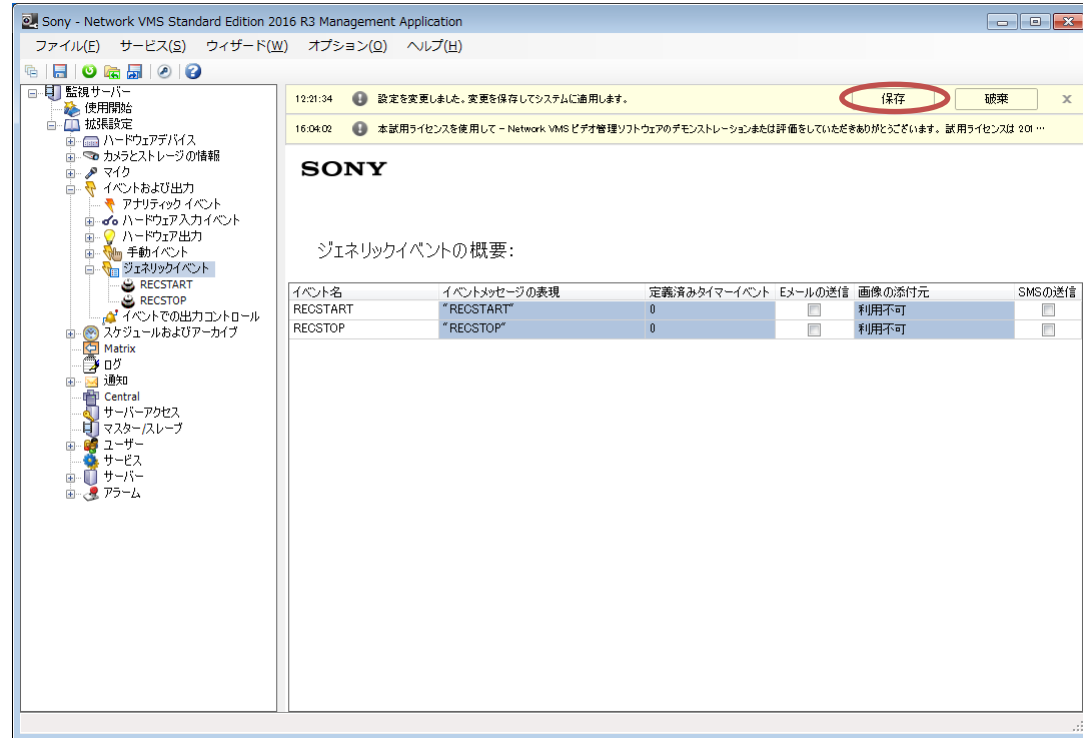 Sony - Network VMS Standard Edition 2016 R3 Management Application
ファイル(F) サービス(S) ウィザード(W) オプション(O) ヘルプ(H)
監視サーバー
使用開始
拡張設定
ハードウェアデバイス
カメラとストレージの情報
マイク
イベントおよび出力
アナリティック イベント
ハードウェア入力イベント
ハードウェア出力
手動イベント
ジェネリックイベント
RECSTART
RECSTOP
イベントでの出力コントロール
スケジュールおよびアーカイブ
Matrix
ログ
通知
Central
サーバーアクセス
マスター/スレーブ
ユーザー
サービス
サーバー
アラーム
12:21:34 設定を変更しました。変更を保存してシステムに適用します。 保存 破棄 x
16:04:02 本試用ライセンスを使用して - Network VMS ビデオ管理ソフトウェアのデモンストレーションまたは評価をしていただきありがとうございます。試用ライセンスは 201 …
SONY
ジェネリックイベントの概要:
イベント名 イベントメッセージの表現 定義済みタイマーイベント Eメールの送信 画像の添付元 SMSの送信
RECSTART "RECSTART" 0 利用不可
RECSTOP "RECSTOP" 0 利用不可